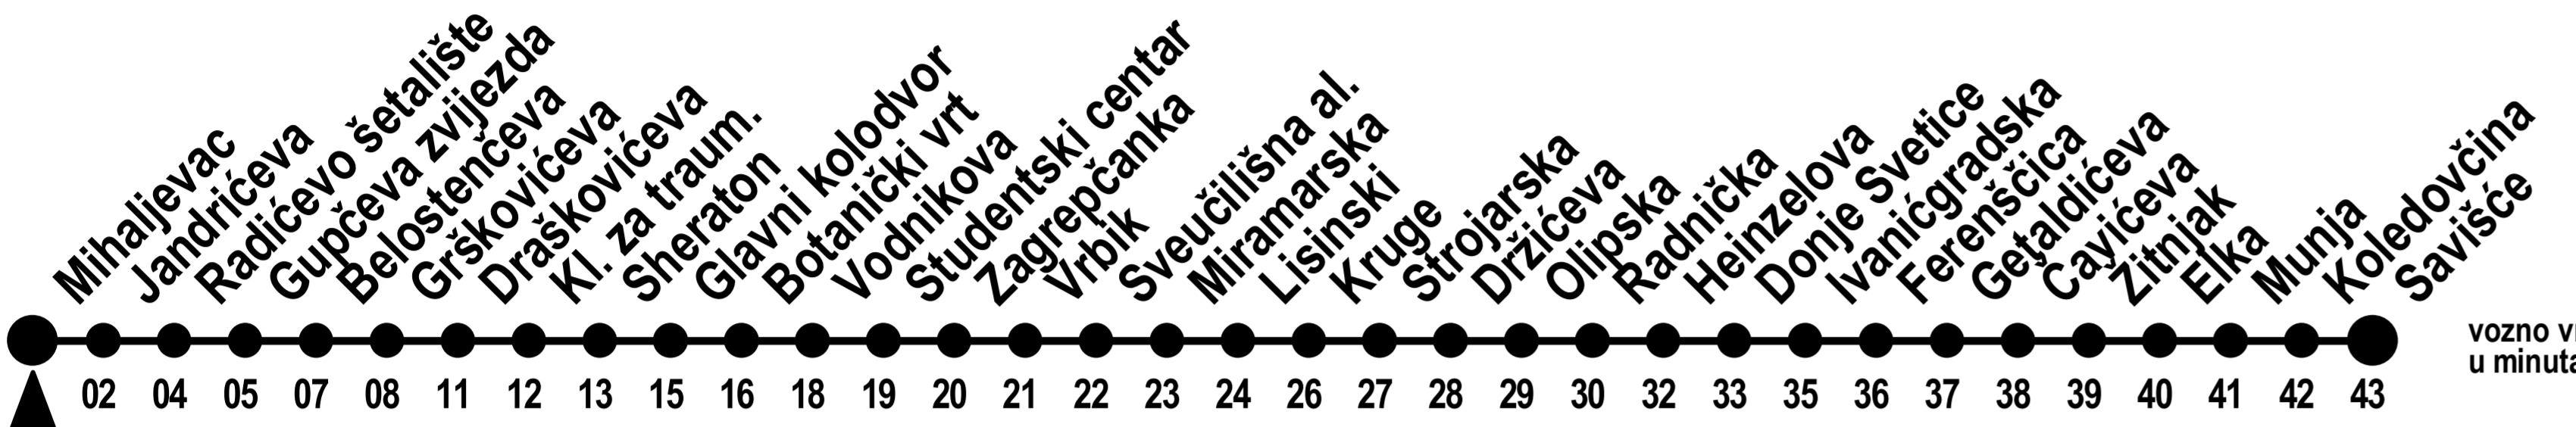 Mihaljevac
Jandrićeva
Radićevo šetalište
Gupčeva zvijezda
Belostenčeva
Grškovićeva
Draškovićeva
Kl. za traum.
Sheraton
Glavni kolodvor
Botanički vrt
Vodnikova
Studentski centar
Zagrepčanka
Vrbik
Sveučilišna al.
Miramarska
Lisinski
Kruge
Strojarska
Držićeva
Olipska
Radnička
Heinzelova
Donje Svetice
Ivanićgradska
Ferenščica
Getaldićeva
Čavićeva
Žitnjak
Elka
Munja
Koledovčina
Savišće
02 04 05 07 08 11 12 13 15 16 18 19 20 21 22 23 24 26 27 28 29 30 32 33 35 36 37 38 39 40 41 42 43
vozno
u